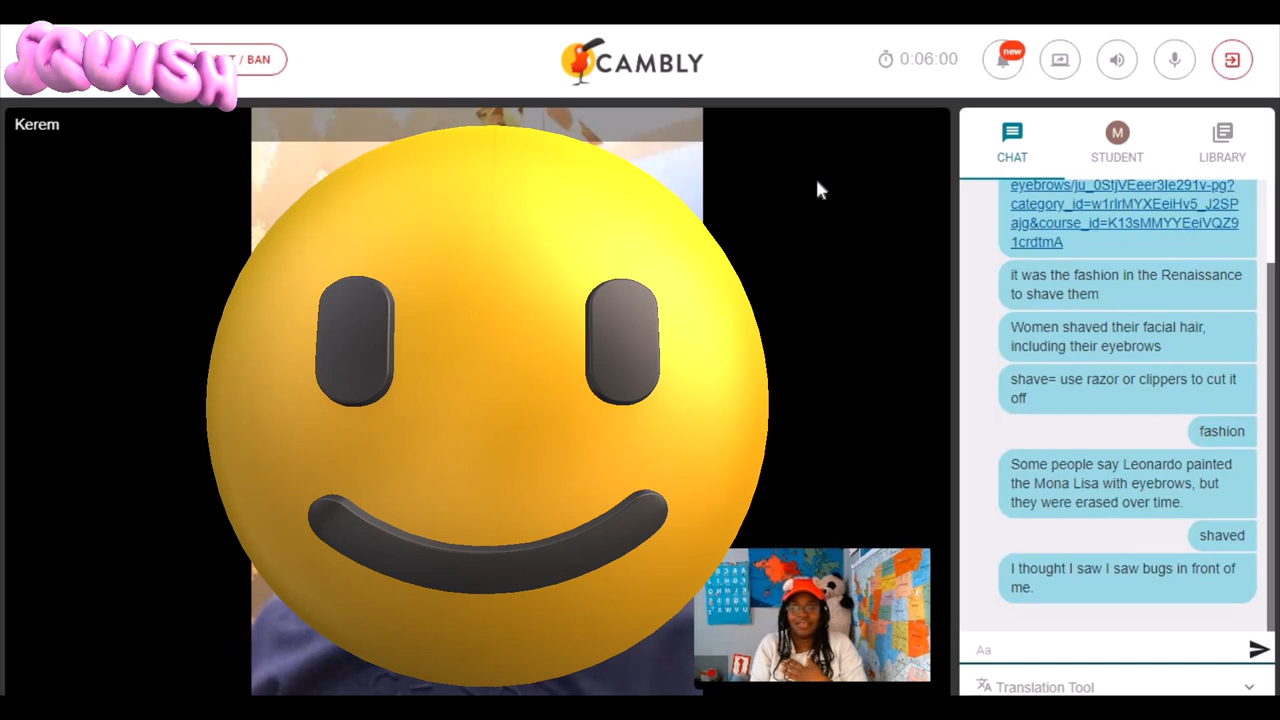 SQUISH
T / BAN
CAMBLY
0:06:00
new
Kerem
M
CHAT
STUDENT
LIBRARY
eyebrows/ju_0StjVEeer3Ie291v-pg?
category_id=w1rIrMYXEeiHv5_J2SP
ajg&course_id=K13sMMYYEeiVQZ9
1crdtmA
it was the fashion in the Renaissance
to shave them
Women shaved their facial hair,
including their eyebrows
shave= use razor or clippers to cut it
off
fashion
Some people say Leonardo painted
the Mona Lisa with eyebrows, but
they were erased over time.
shaved
I thought I saw I saw bugs in front of
me.
Aa
Translation Tool